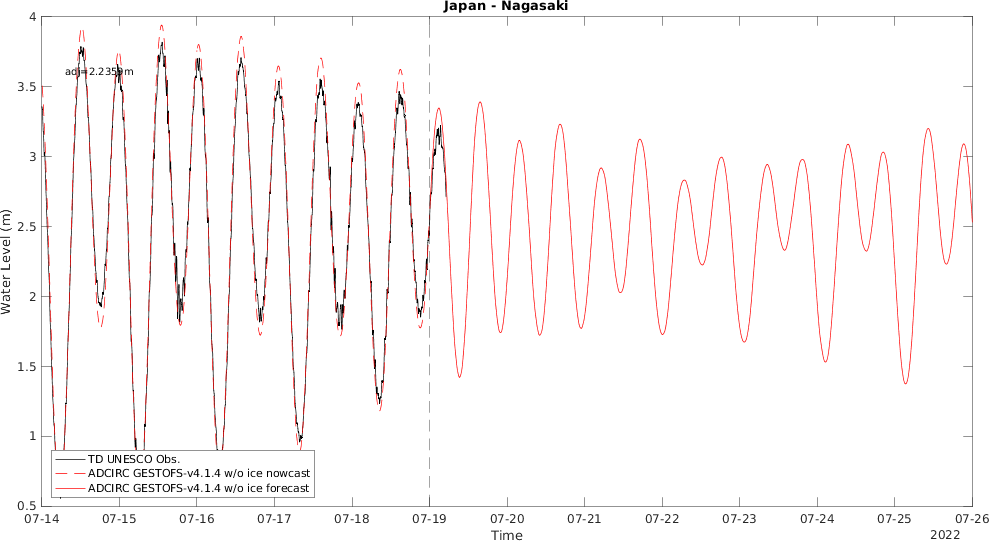 Japan - Nagasaki
4
3.5
3
2.5
2
1.5
1
0.5
Water Level (m)
adj=2.2359m
TD UNESCO Obs.
ADCIRC GESTOFS-v4.1.4 w/o ice nowcast
ADCIRC GESTOFS-v4.1.4 w/o ice forecast
07-14 07-15 07-16 07-17 07-18 07-19 07-20 07-21 07-22 07-23 07-24 07-25 07-26
Time
2022